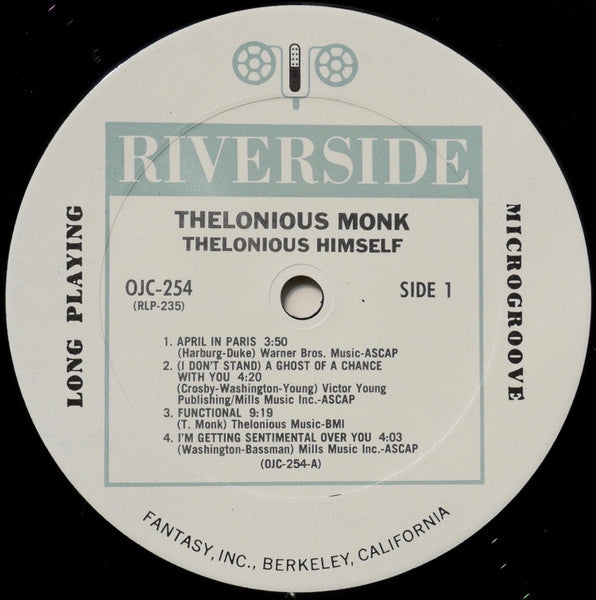 RIVERSIDE
THELONIOUS MONK
THELONIOUS HIMSELF
LONG PLAYING
MICROGROOVE
OJC-254
(RLP-235)
SIDE 1
1. APRIL IN PARIS 3:50
(Harburg-Duke) Warner Bros. Music-ASCAP
2. (I DON'T STAND) A GHOST OF A CHANCE
WITH YOU 4:20
(Crosby-Washington-Young) Victor Young
Publishing/Mills Music Inc.-ASCAP
3. FUNCTIONAL 9:19
(T. Monk) Thelonious Music-BMI
4. I'M GETTING SENTIMENTAL OVER YOU 4:03
(Washington-Bassman) Mills Music Inc.-ASCAP
(OJC-254-A)
FANTASY, INC., BERKELEY, CALIFORNIA